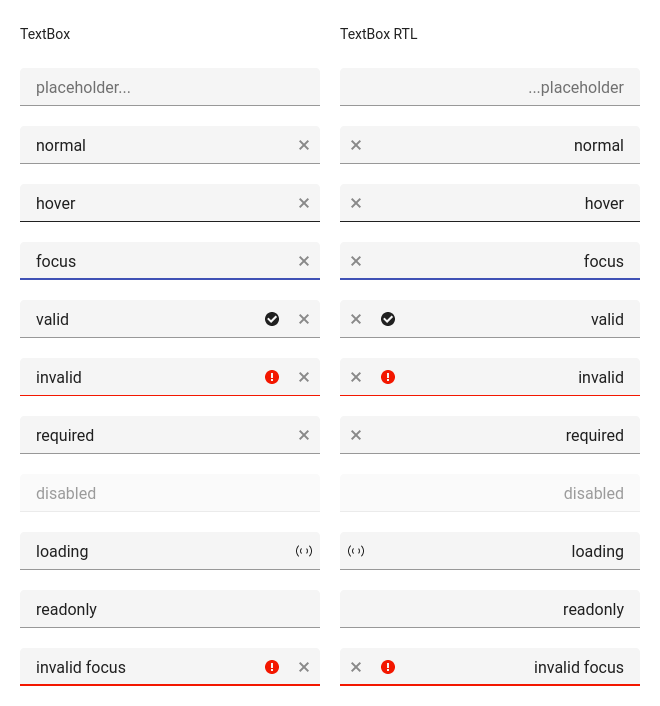 TextBox
TextBox RTL
placeholder...
...placeholder
normal
normal
hover
hover
focus
focus
valid
valid
invalid
invalid
required
required
disabled
disabled
loading
loading
readonly
readonly
invalid focus
invalid focus